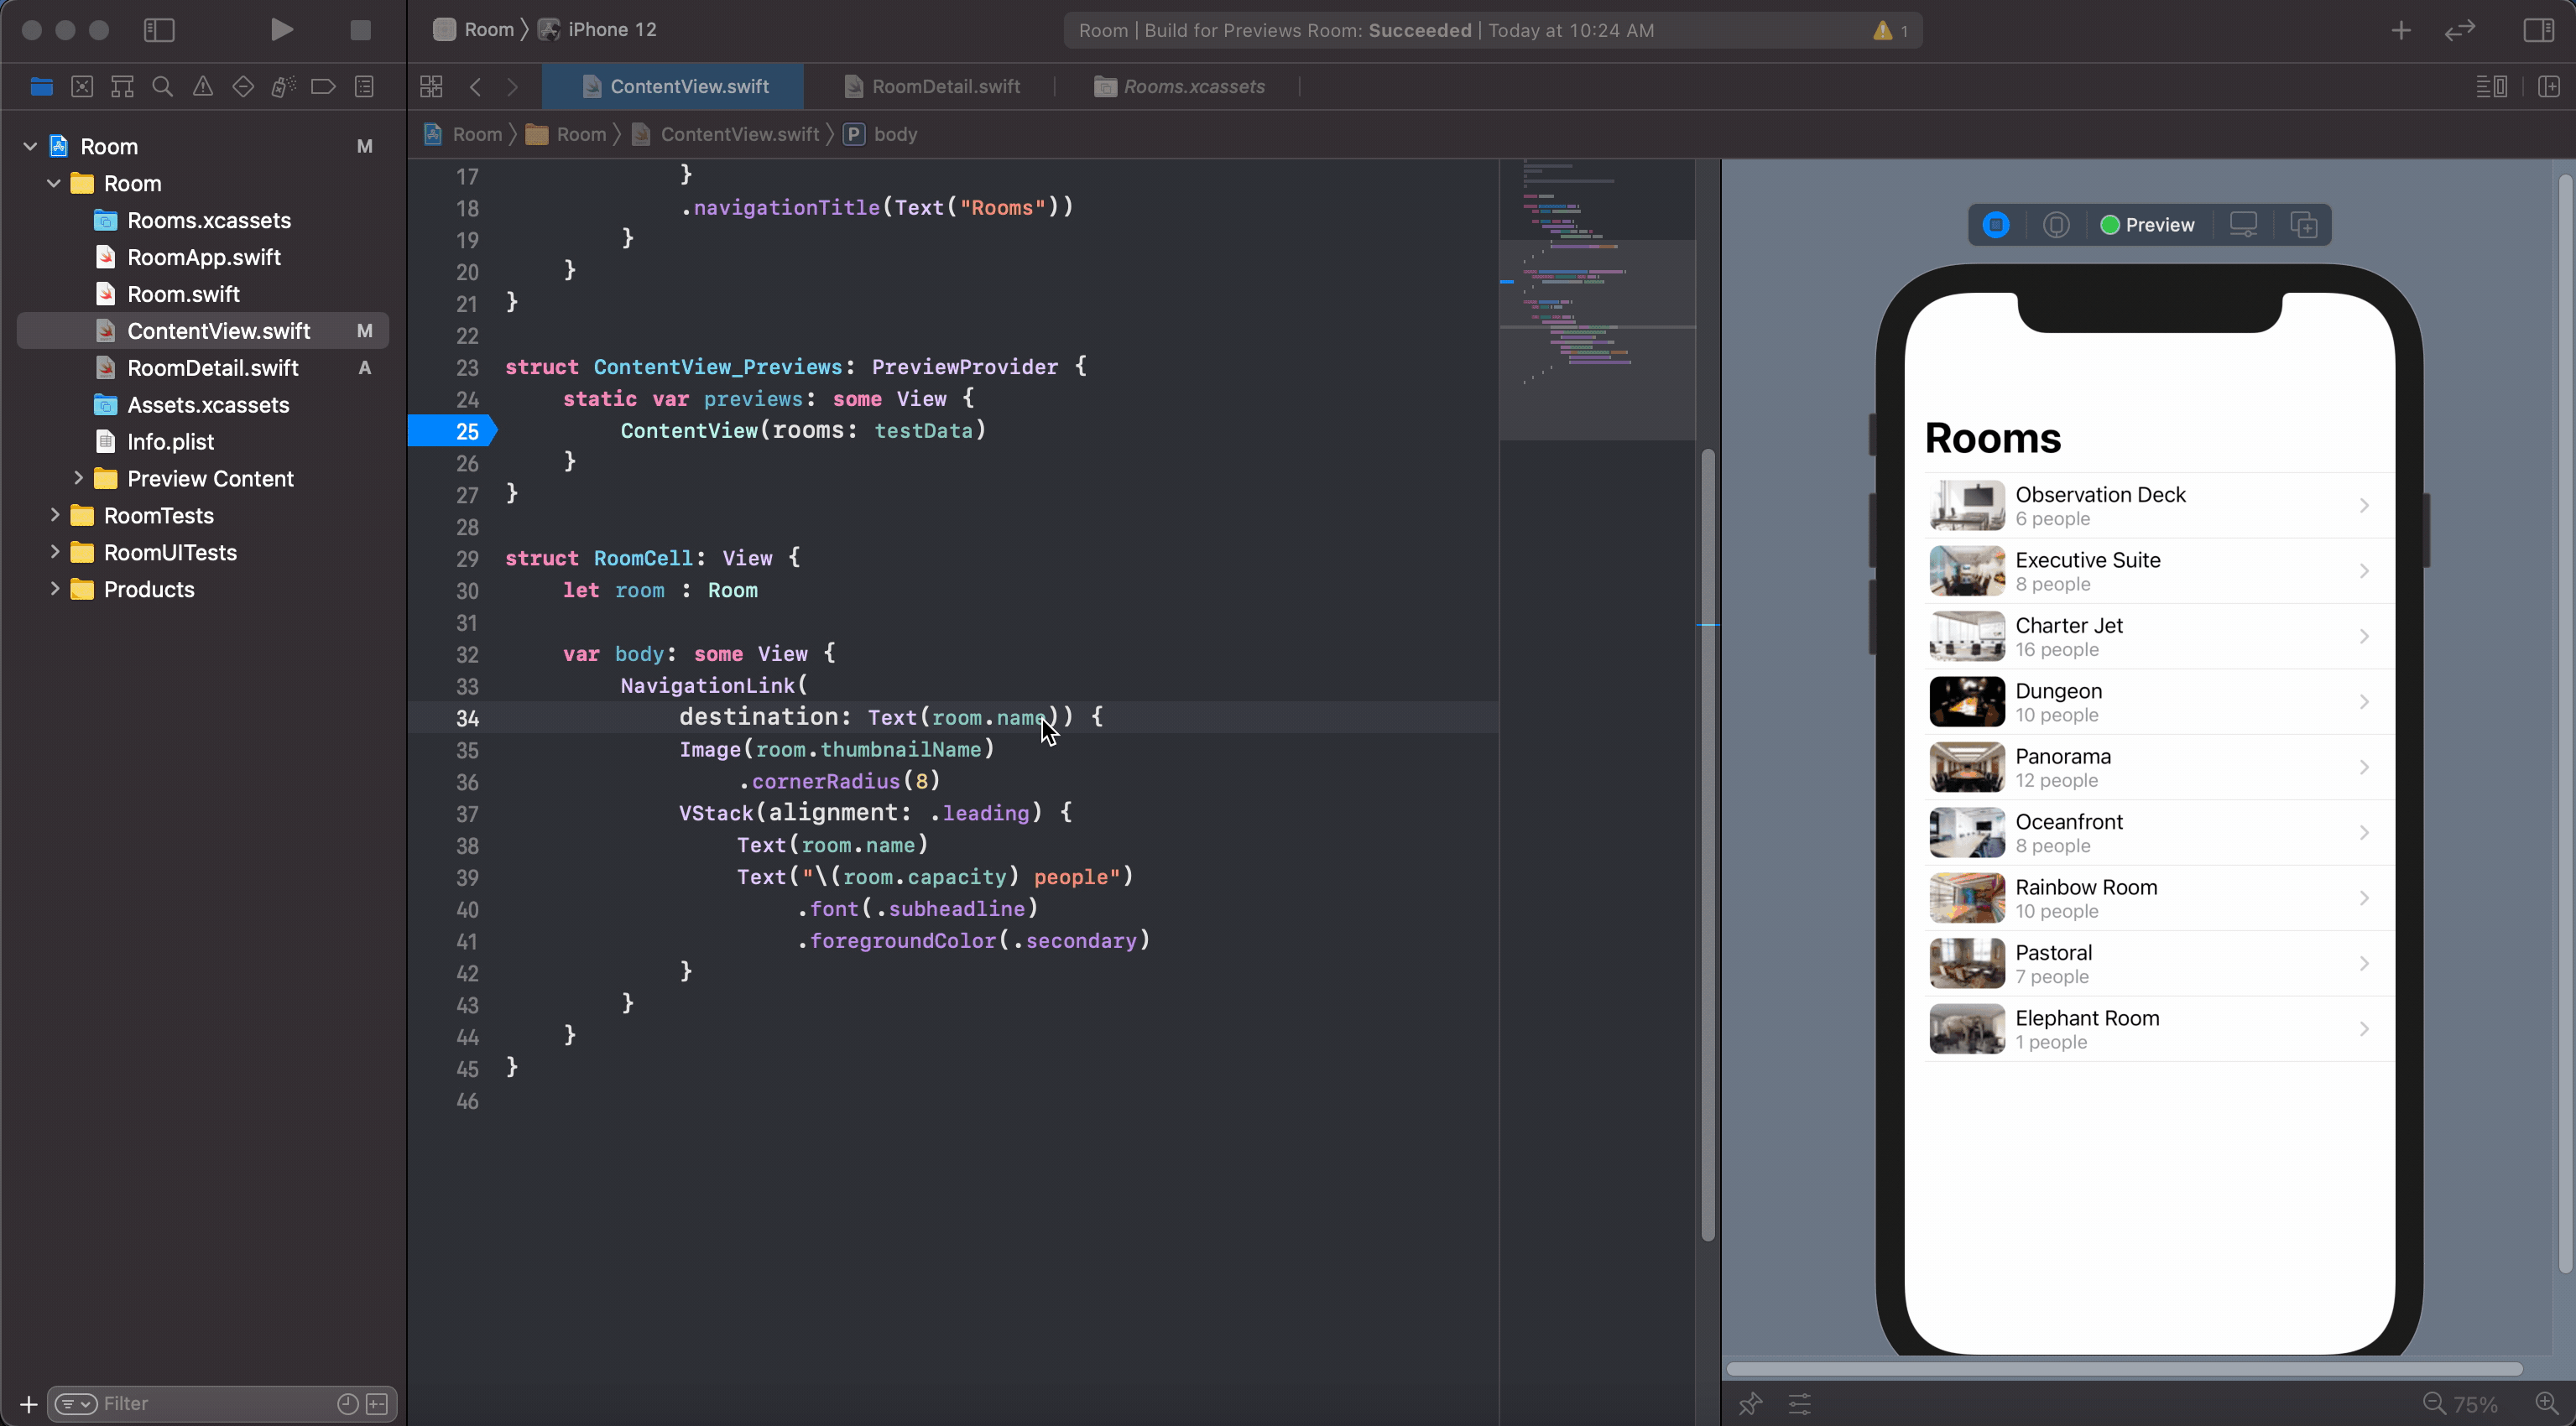 Room 〉 iPhone 12
Room | Build for Previews Room: Succeeded | Today at 10:24 AM
1
ContentView.swift
RoomDetail.swift
Rooms.xcassets
Room 〉 Room 〉 ContentView.swift 〉 P body
Room M
Room
Rooms.xcassets
RoomApp.swift
Room.swift
ContentView.swift M
RoomDetail.swift A
Assets.xcassets
Info.plist
Preview Content
RoomTests
RoomUITests
Products
Filter
17 }
18 .navigationTitle(Text("Rooms"))
19 }
20 }
21 }
22
23 struct ContentView_Previews: PreviewProvider {
24 static var previews: some View {
25 ContentView(rooms: testData)
26 }
27 }
28
29 struct RoomCell: View {
30 let room : Room
31
32 var body: some View {
33 NavigationLink(
34 destination: Text(room.name)) {
35 Image(room.thumbnailName)
36 .cornerRadius(8)
37 VStack(alignment: .leading) {
38 Text(room.name)
39 Text("\(room.capacity) people")
40 .font(.subheadline)
41 .foregroundColor(.secondary)
42 }
43 }
44 }
45 }
46
Preview
Rooms
Observation Deck
6 people
Executive Suite
8 people
Charter Jet
16 people
Dungeon
10 people
Panorama
12 people
Oceanfront
8 people
Rainbow Room
10 people
Pastoral
7 people
Elephant Room
1 people
75%